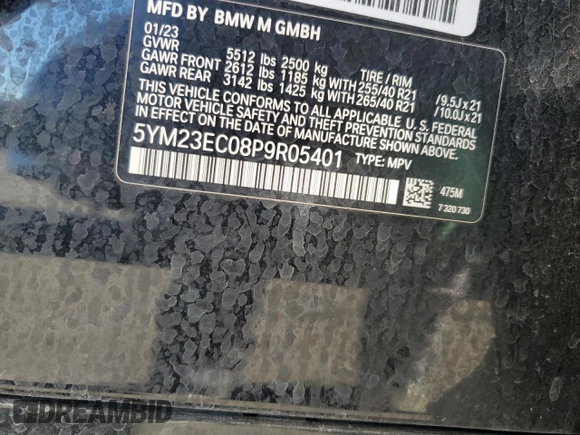 MFD BY BMW M GMBH
01/23
GVWR 5512 lbs 2500 kg TIRE / RIM
GAWR FRONT 2612 lbs 1185 kg WITH 255/40 R21 / 9.5J x 21
GAWR REAR 3142 lbs 1425 kg WITH 265/40 R21 / 10.0J x 21
THIS VEHICLE CONFORMS TO ALL APPLICABLE U.S. FEDERAL
MOTOR VEHICLE SAFETY AND THEFT PREVENTION STANDARDS
IN EFFECT ON THE DATE OF MANUFACTURE SHOWN ABOVE.
5YM23EC08P9R05401 TYPE: MPV
475M
7 320 730
DREAMBID